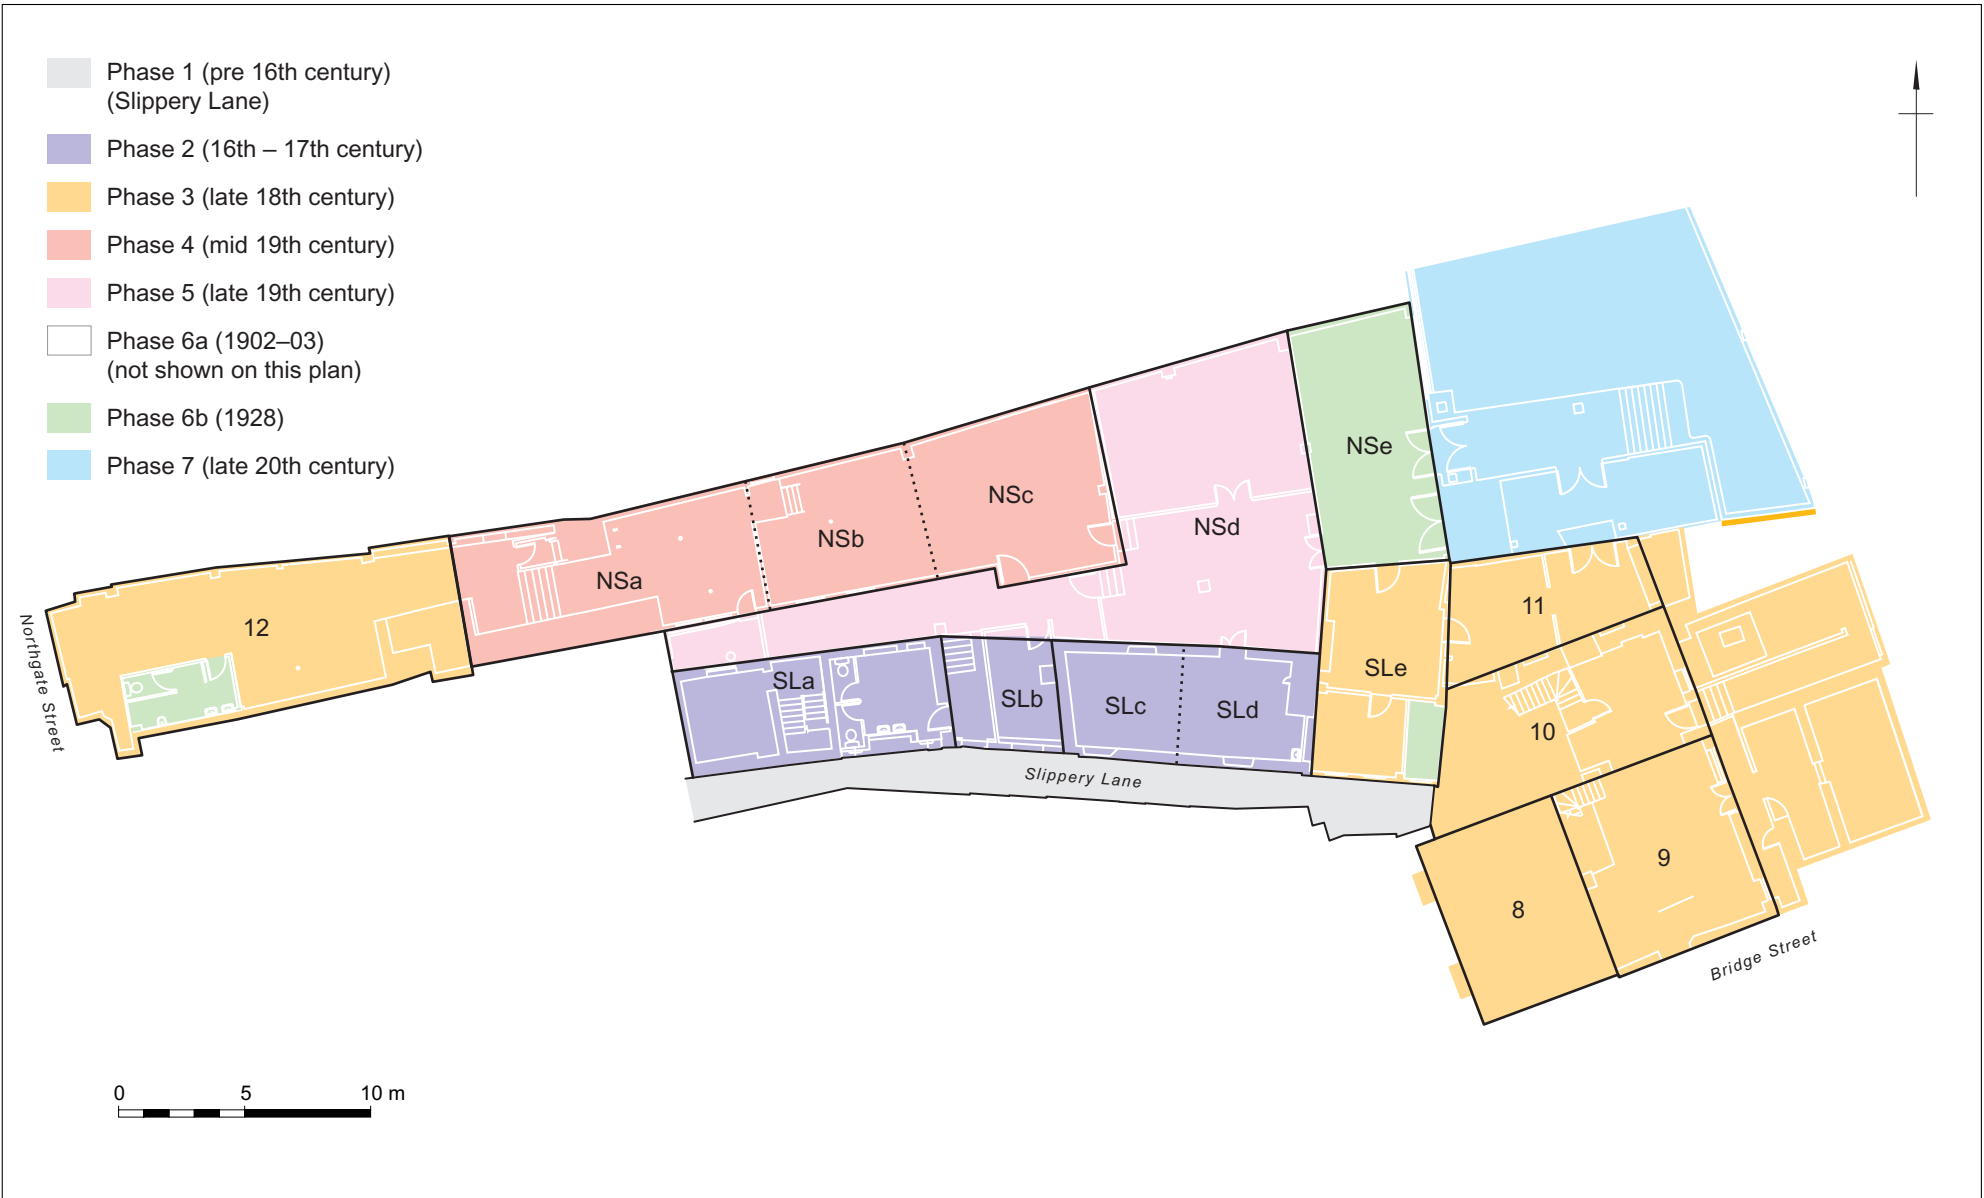 Phase 1 (pre 16th century)
(Slippery Lane)
Phase 2 (16th – 17th century)
Phase 3 (late 18th century)
Phase 4 (mid 19th century)
Phase 5 (late 19th century)
Phase 6a (1902–03)
(not shown on this plan)
Phase 6b (1928)
Phase 7 (late 20th century)
NSe
NSc
NSd
NSb
NSa
12
11
Northgate Street
SLa
SLb
SLc
SLd
SLe
10
Slippery Lane
9
8
Bridge Street
0 5 10 m